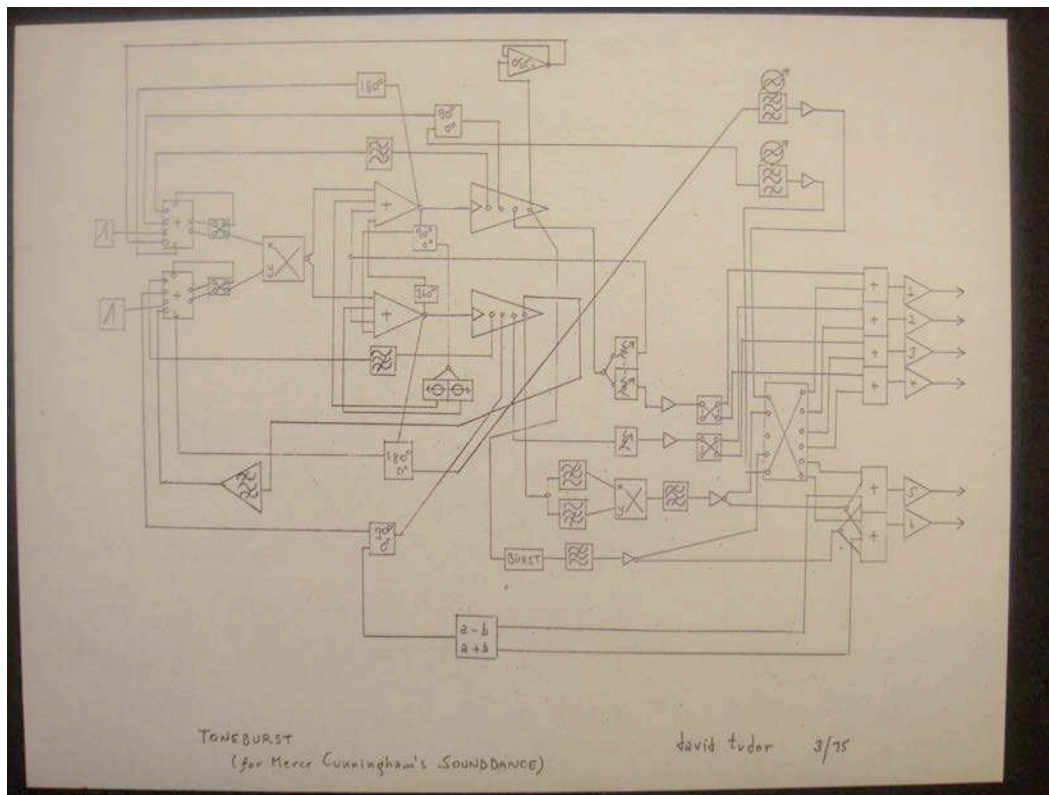 OSC.
180°
90°
0°
+
+
X
Y
+
90°
0°
360°
+
180°
0°
90°
0°
X
Y
BURST
a - b
a + b
+
1
+
2
+
3
+
4
+
5
+
TONEBURST
(for Merce Cunningham's SOUNDDANCE)
david tudor 3/75